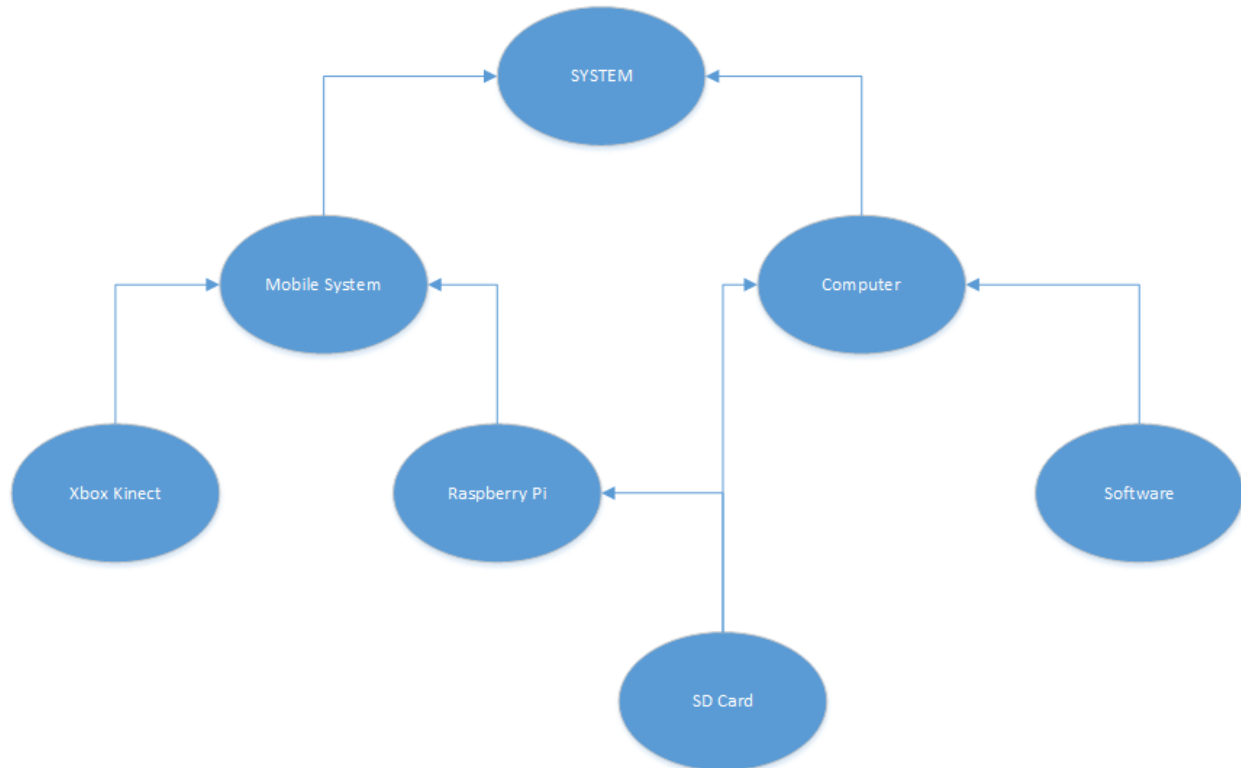 SYSTEM
Mobile System
Computer
Xbox Kinect
Raspberry Pi
Software
SD Card